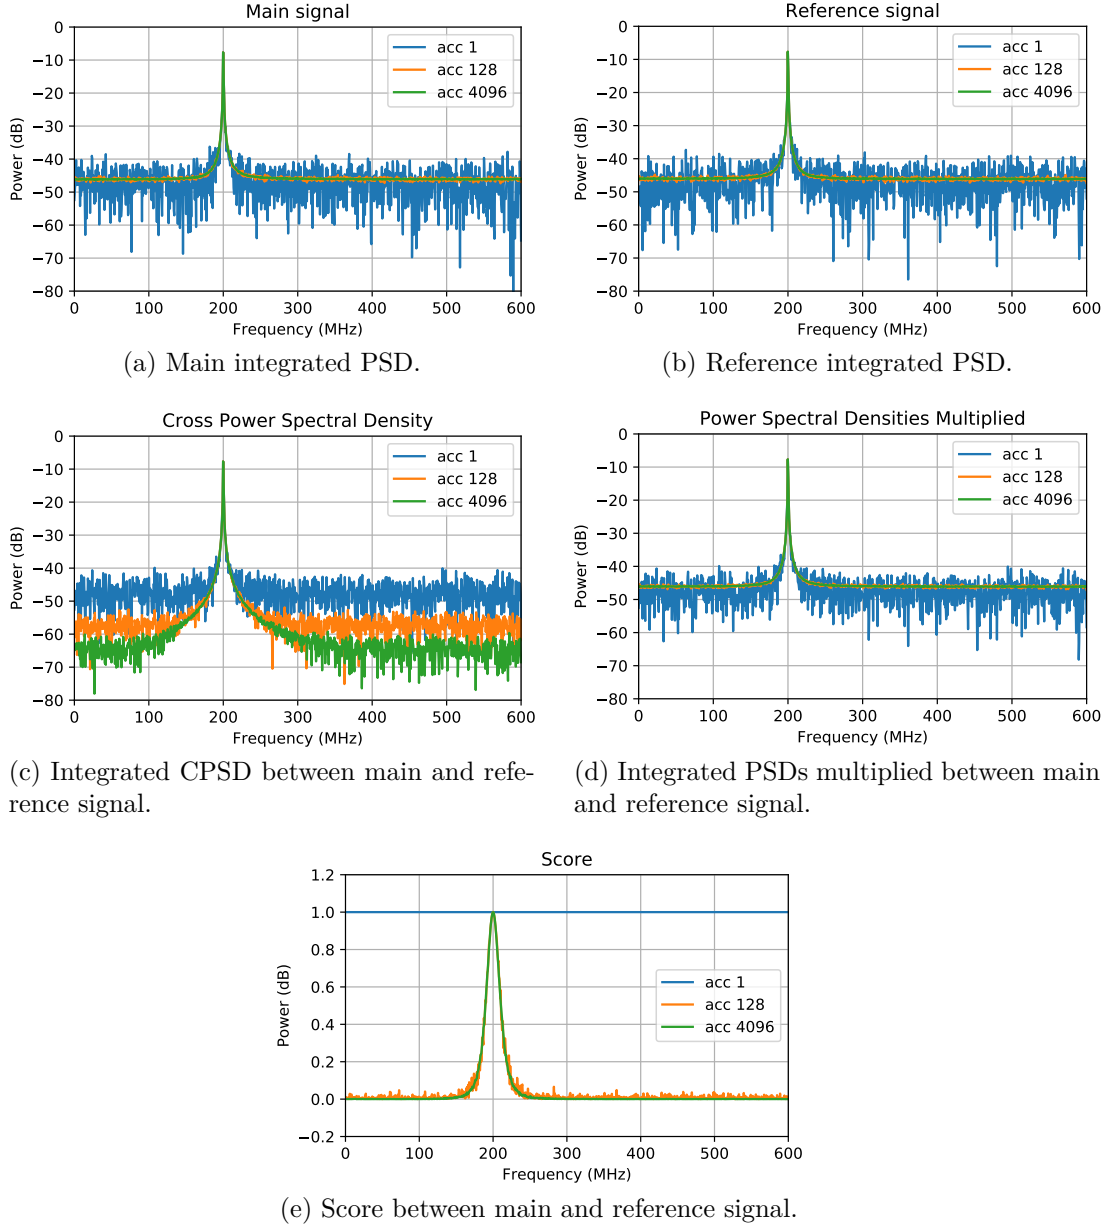 Main signal
0
−10
−20
−30
−40
−50
−60
−70
−80
Power (dB)
acc 1
acc 128
acc 4096
0 100 200 300 400 500 600
Frequency (MHz)
(a) Main integrated PSD.
Reference signal
0
−10
−20
−30
−40
−50
−60
−70
−80
Power (dB)
acc 1
acc 128
acc 4096
0 100 200 300 400 500 600
Frequency (MHz)
(b) Reference integrated PSD.
Cross Power Spectral Density
0
−10
−20
−30
−40
−50
−60
−70
−80
Power (dB)
acc 1
acc 128
acc 4096
0 100 200 300 400 500 600
Frequency (MHz)
(c) Integrated CPSD between main and refe-
rence signal.
Power Spectral Densities Multiplied
0
−10
−20
−30
−40
−50
−60
−70
−80
Power (dB)
acc 1
acc 128
acc 4096
0 100 200 300 400 500 600
Frequency (MHz)
(d) Integrated PSDs multiplied between main
and reference signal.
Score
1.2
1.0
0.8
0.6
0.4
0.2
0.0
−0.2
Power (dB)
acc 1
acc 128
acc 4096
0 100 200 300 400 500 600
Frequency (MHz)
(e) Score between main and reference signal.